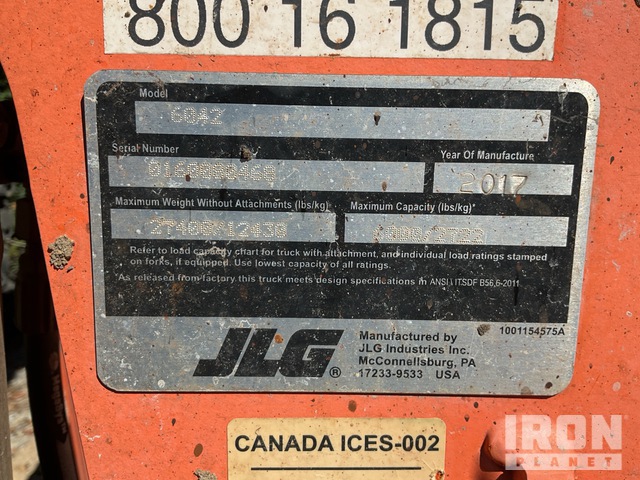 800 16 1815
Model
60AZ
Serial Number
Year Of Manufacture
0160080468
2017
Maximum Weight Without Attachments (lbs/kg)
Maximum Capacity (lbs/kg)*
27400/12438
Refer to load capacity chart for truck with attachment, and individual load ratings stamped
on forks, if equipped. Use lowest capacity of all ratings.
As released from factory this truck meets design specifications in ANSI \ ITSDF B56,6-2011
JLG®
Manufactured by
JLG Industries Inc.
McConnellsburg, PA
17233-9533 USA
1001154575A
CANADA ICES-002
IRON
PLANET